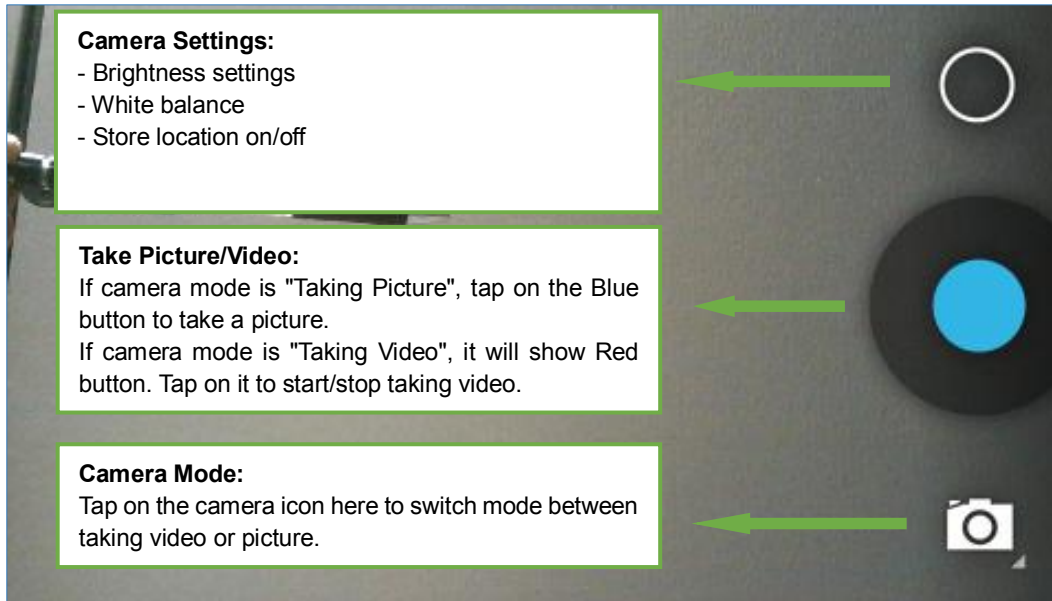 Camera Settings:
- Brightness settings
- White balance
- Store location on/off
Take Picture/Video:
If camera mode is "Taking Picture", tap on the Blue
button to take a picture.
If camera mode is "Taking Video", it will show Red
button. Tap on it to start/stop taking video.
Camera Mode:
Tap on the camera icon here to switch mode between
taking video or picture.